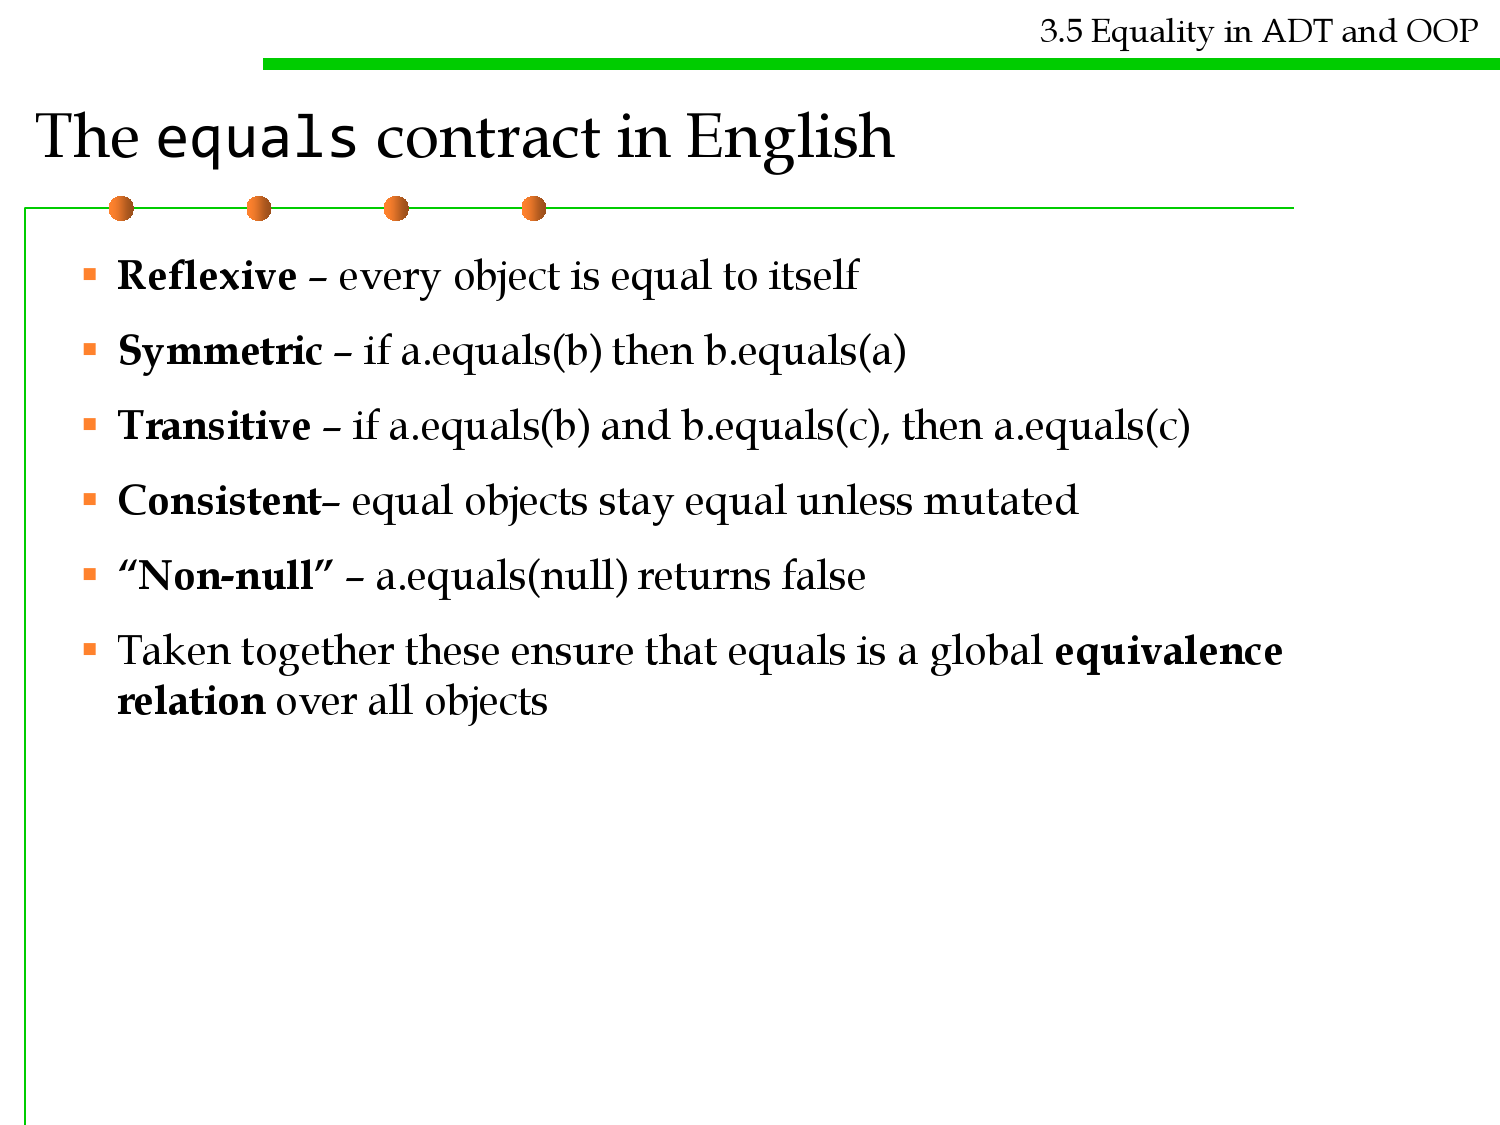 3.5 Equality in ADT and OOP
The equals contract in English
▪ Reflexive – every object is equal to itself
▪ Symmetric – if a.equals(b) then b.equals(a)
▪ Transitive – if a.equals(b) and b.equals(c), then a.equals(c)
▪ Consistent– equal objects stay equal unless mutated
▪ “Non-null” – a.equals(null) returns false
▪ Taken together these ensure that equals is a global equivalence
relation over all objects